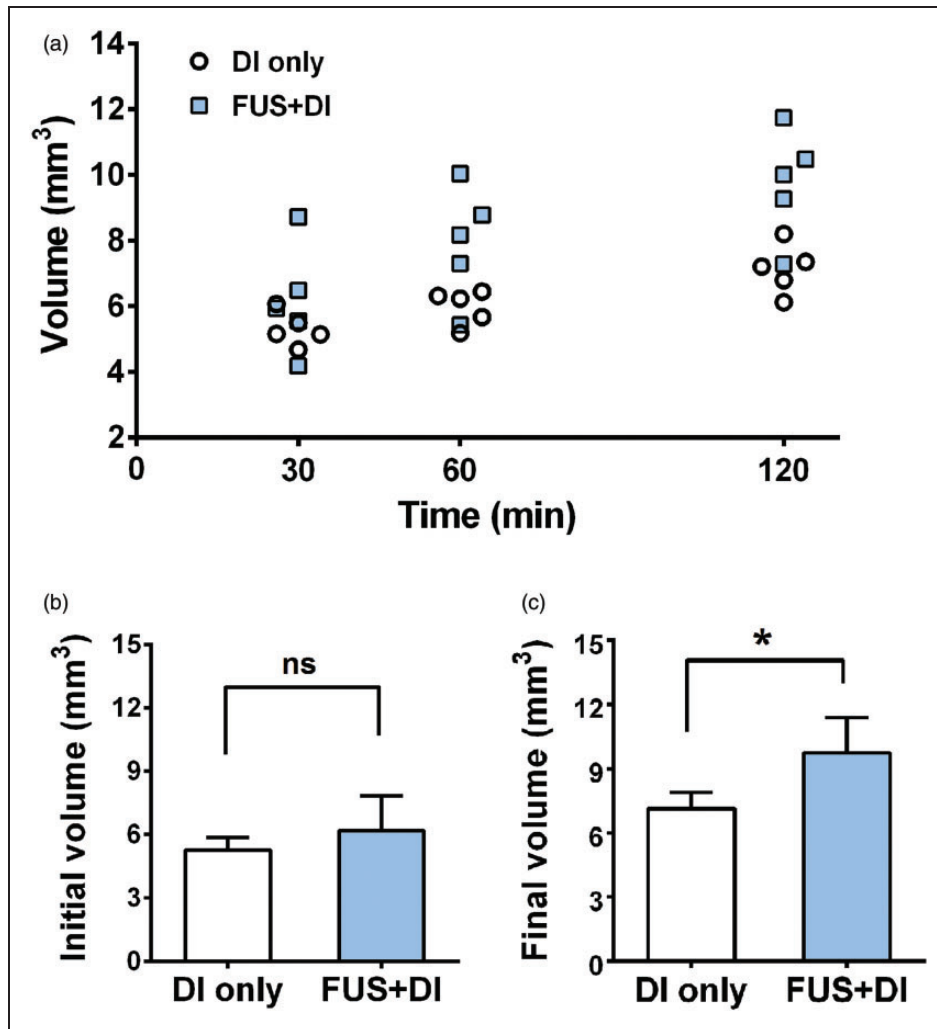 (a)
14
12
10
8
6
4
2
Volume (mm³)
DI only
FUS+DI
0 30 60 120
Time (min)
(b)
15
12
9
6
3
0
Initial volume (mm³)
ns
DI only FUS+DI
(c)
15
12
9
6
3
0
Final volume (mm³)
*
DI only FUS+DI